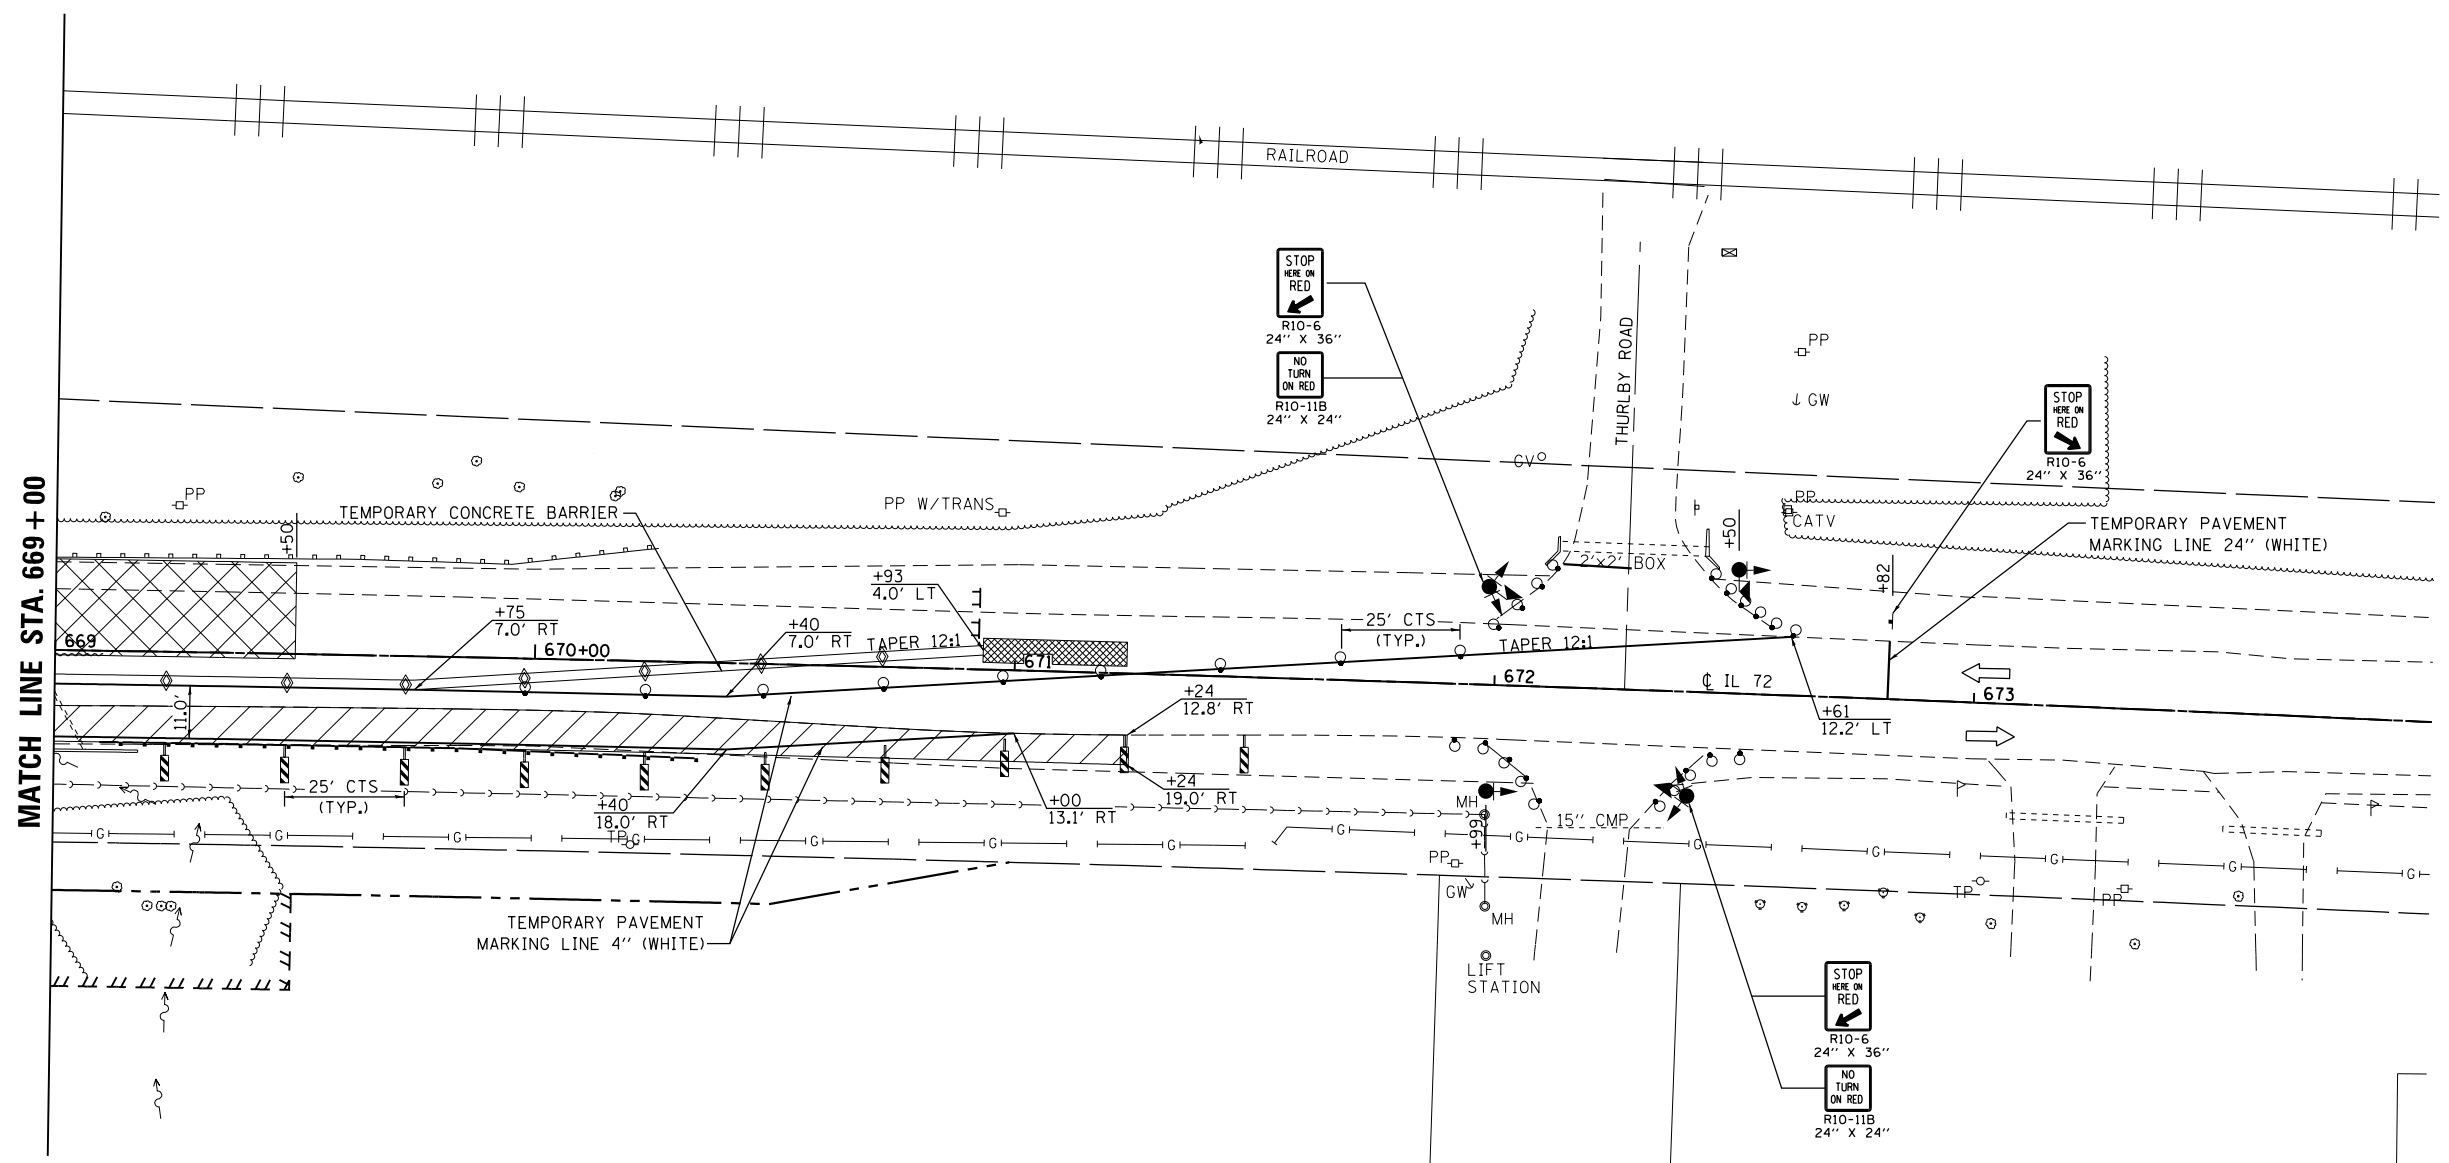 MATCH LINE STA. 669+00
RAILROAD
STOP
HERE ON
RED
R10-6
24'' X 36''
NO
TURN
ON RED
R10-11B
24'' X 24''
THURLBY ROAD
PP
GW
STOP
HERE ON
RED
R10-6
24'' X 36''
GV
PP
PP W/TRANS
PP
CATV
+50
TEMPORARY CONCRETE BARRIER
+50
TEMPORARY PAVEMENT
MARKING LINE 24'' (WHITE)
2'X2' BOX
+82
+93
4.0' LT
+75
7.0' RT
+40
7.0' RT
TAPER 12:1
25' CTS
(TYP.)
TAPER 12:1
669
670+00
671
672
℄ IL 72
673
11.0'
+24
12.8' RT
+61
12.2' LT
25' CTS
(TYP.)
+40
18.0' RT
+00
13.1' RT
+24
19.0' RT
MH
+99
15'' CMP
TP
G
G
G
G
G
G
G
G
G
G
G
G
G
G
PP
GW
MH
TP
PP
TEMPORARY PAVEMENT
MARKING LINE 4'' (WHITE)
LIFT
STATION
STOP
HERE ON
RED
R10-6
24'' X 36''
NO
TURN
ON RED
R10-11B
24'' X 24''